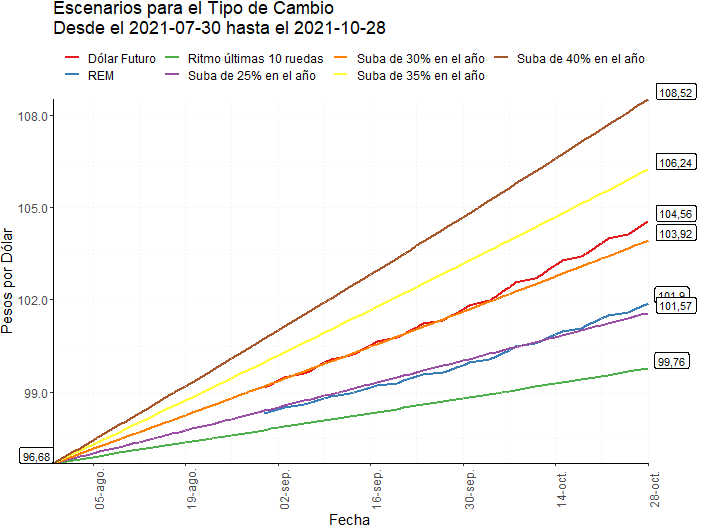 Escenarios para el Tipo de Cambio
Desde el 2021-07-30 hasta el 2021-10-28
Dólar Futuro
Ritmo últimas 10 ruedas
Suba de 30% en el año
Suba de 40% en el año
REM
Suba de 25% en el año
Suba de 35% en el año
108,52
108.0
106,24
105.0
104,56
103,92
102.0
101,9
101,57
99,76
99.0
96,68
Pesos por Dólar
05-ago.
19-ago.
02-sep.
16-sep.
30-sep.
14-oct.
28-oct.
Fecha